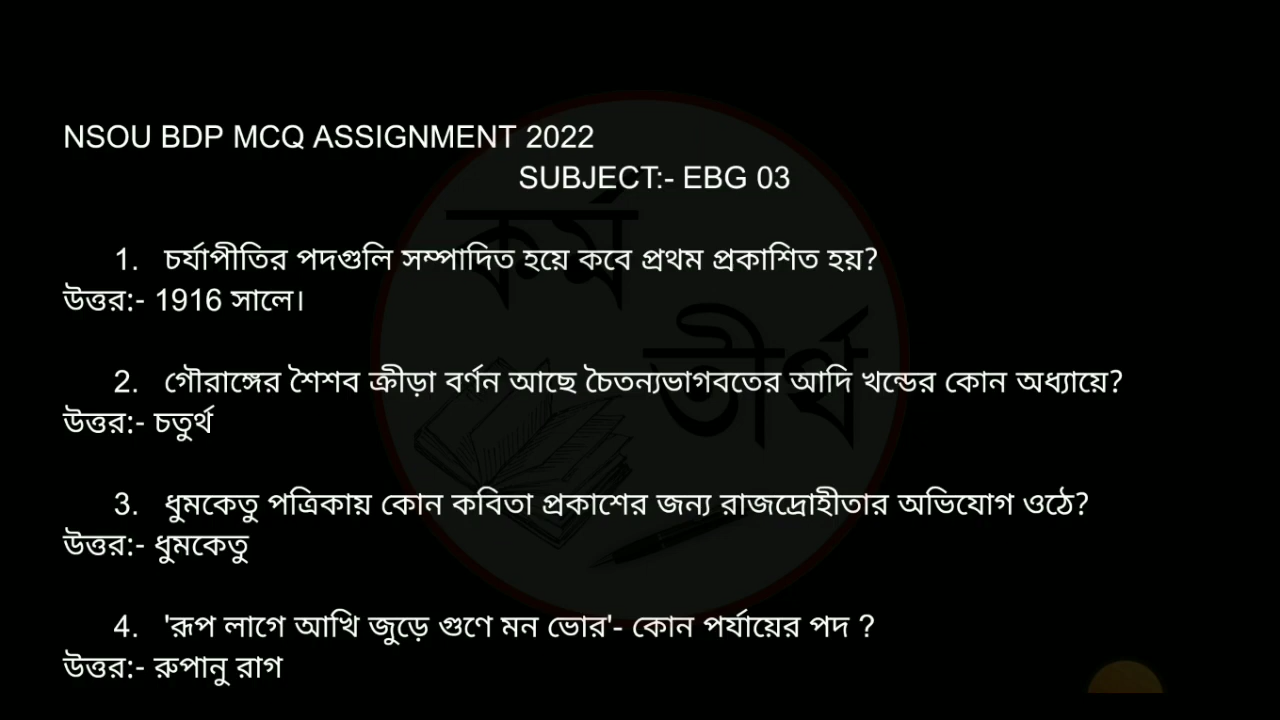 NSOU BDP MCQ ASSIGNMENT 2022
SUBJECT:- EBG 03
1. চর্যাপীতির পদগুলি সম্পাদিত হয়ে কবে প্রথম প্রকাশিত হয়?
উত্তর:- 1916 সালে।
2. গৌরাঙ্গের শৈশব ক্রীড়া বর্ণন আছে চৈতন্যভাগবতের আদি খন্ডের কোন অধ্যায়ে?
উত্তর:- চতুর্থ
3. ধুমকেতু পত্রিকায় কোন কবিতা প্রকাশের জন্য রাজদ্রোহীতার অভিযোগ ওঠে?
উত্তর:- ধুমকেতু
4. 'রূপ লাগে আখি জুড়ে গুণে মন ভোর'- কোন পর্যায়ের পদ ?
উত্তর:- রুপানু রাগ
কর্ম
তীর্থ